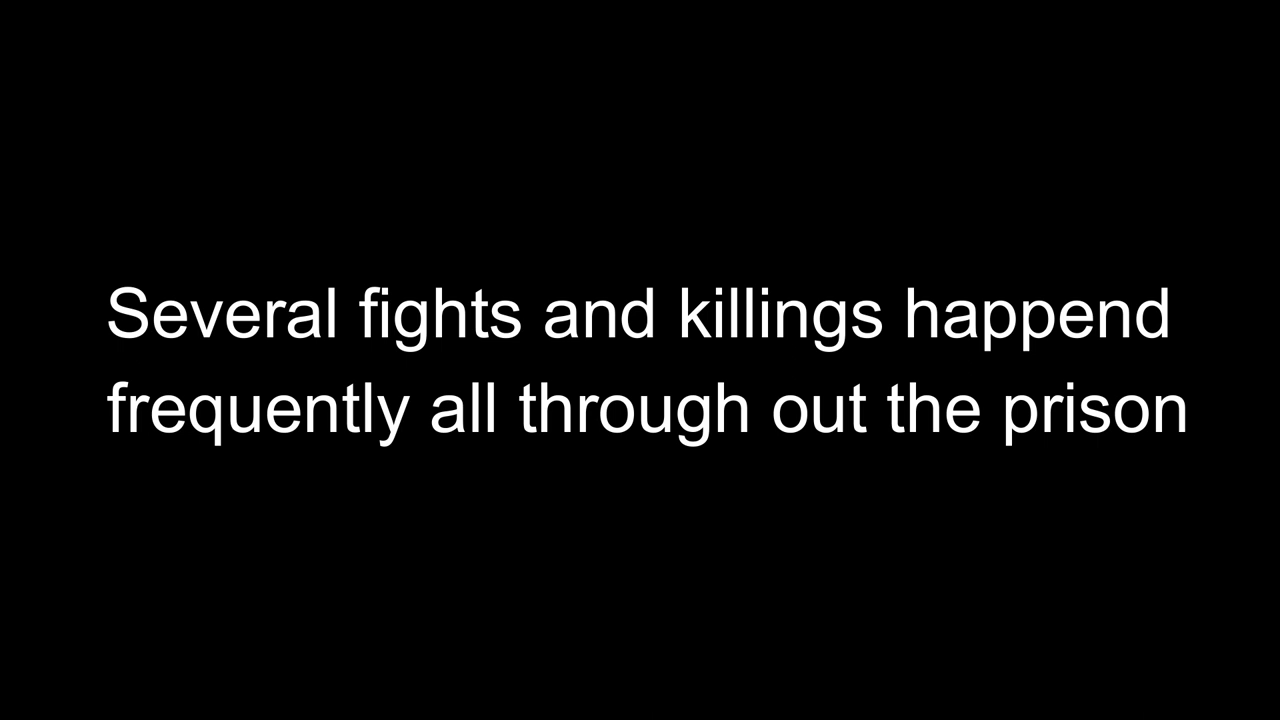 Several fights and killings happend
frequently all through out the prison